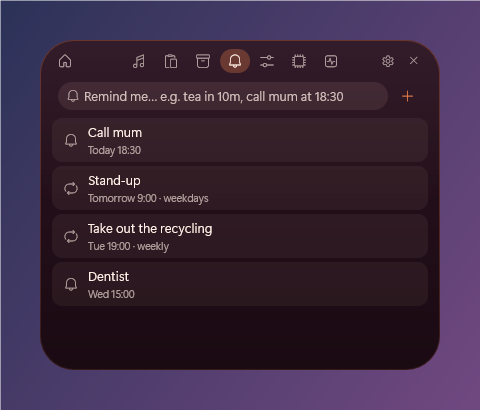 Remind me... e.g. tea in 10m, call mum at 18:30
Call mum
Today 18:30
Stand-up
Tomorrow 9:00 · weekdays
Take out the recycling
Tue 19:00 · weekly
Dentist
Wed 15:00